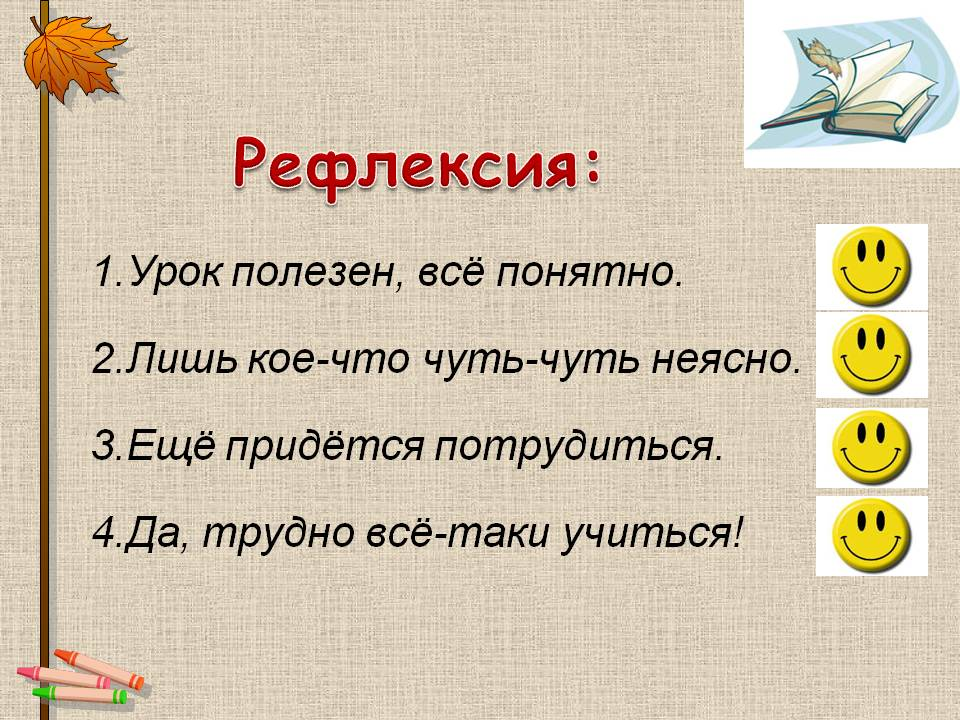 Рефлексия:
1.Урок полезен, всё понятно.
2.Лишь кое-что чуть-чуть неясно.
3.Ещё придётся потрудиться.
4.Да, трудно всё-таки учиться!